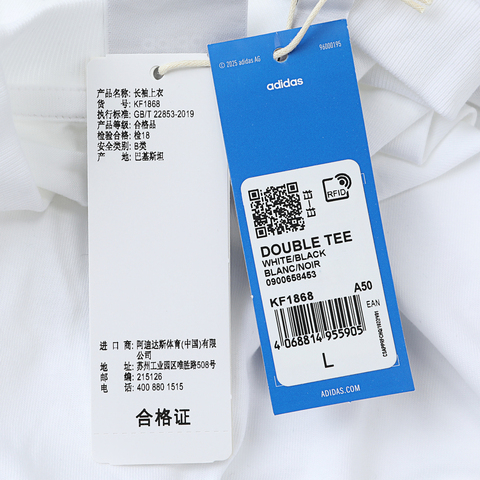 产品名称: 长袖上衣
货 号: KF1868
执行标准: GB/T 22853-2019
产品等级: 合格品
检验合格: 检18
安全类别: B类
产 地: 巴基斯坦
进 口 商: 阿迪达斯体育(中国)有限公司
地 址: 苏州工业园区唯胜路508号
邮 编: 215126
电 话: 400 880 1515
合格证
96000195
© 2025 adidas AG
adidas
RFID
DOUBLE TEE
WHITE/BLACK
BLANC/NOIR
0900658453
KF1868 A50
EAN
4 068814 955905
L
ADIDAS.COM